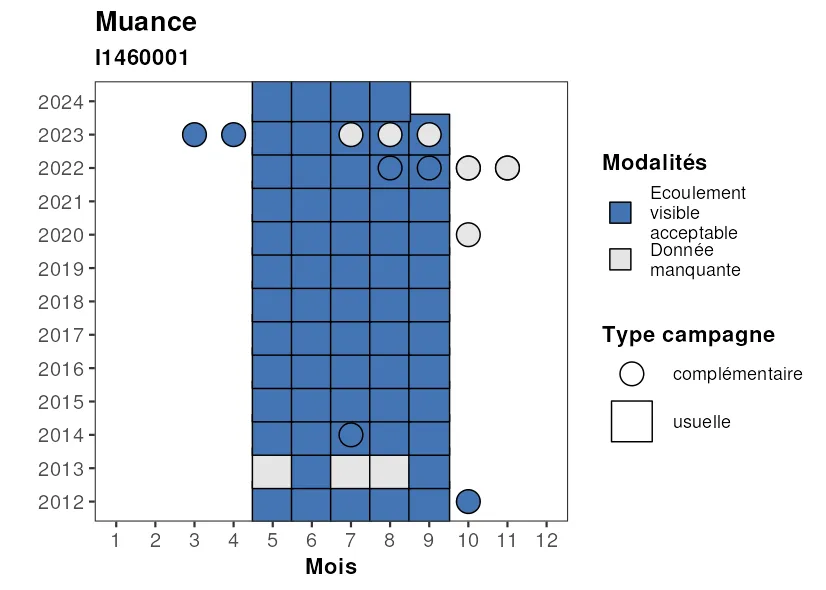 Muance
I1460001
2024
2023
2022
2021
2020
2019
2018
2017
2016
2015
2014
2013
2012
1 2 3 4 5 6 7 8 9 10 11 12
Mois
Modalités
Ecoulement
visible
acceptable
Donnée
manquante
Type campagne
complémentaire
usuelle